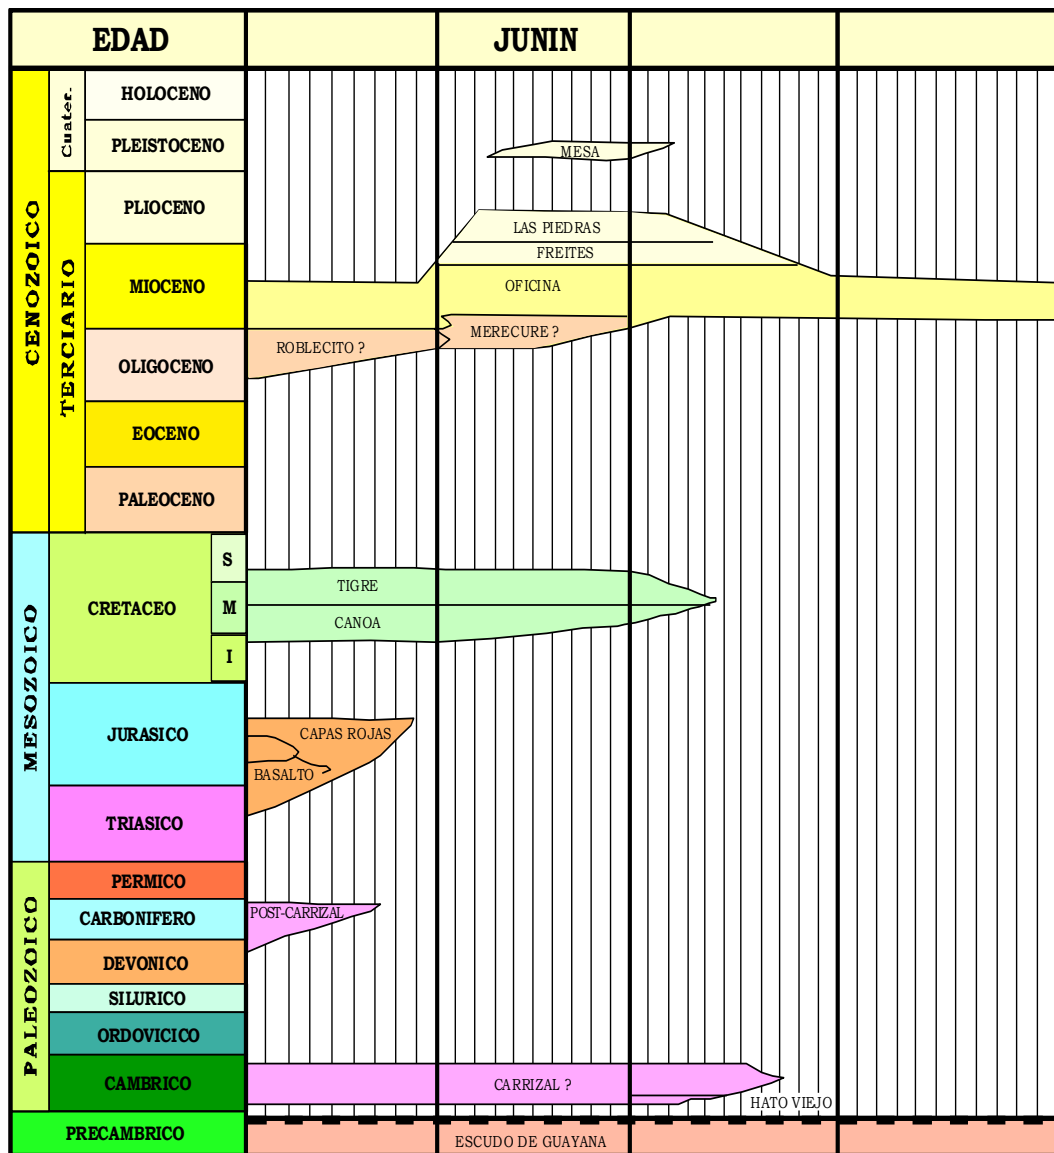 EDAD
JUNIN
CENOZOICO
Cuater.
TERCIARIO
HOLOCENO
PLEISTOCENO
MESA
PLIOCENO
LAS PIEDRAS
FREITES
MIOCENO
OFICINA
MERECURE ?
ROBLECITO ?
OLIGOCENO
EOCENO
PALEOCENO
MESOZOICO
CRETACEO
S
M
I
TIGRE
CANOA
JURASICO
CAPAS ROJAS
BASALTO
TRIASICO
PALEOZOICO
PERMICO
CARBONIFERO
POST-CARRIZAL
DEVONICO
SILURICO
ORDOVICICO
CAMBRICO
CARRIZAL ?
HATO VIEJO
PRECAMBRICO
ESCUDO DE GUAYANA